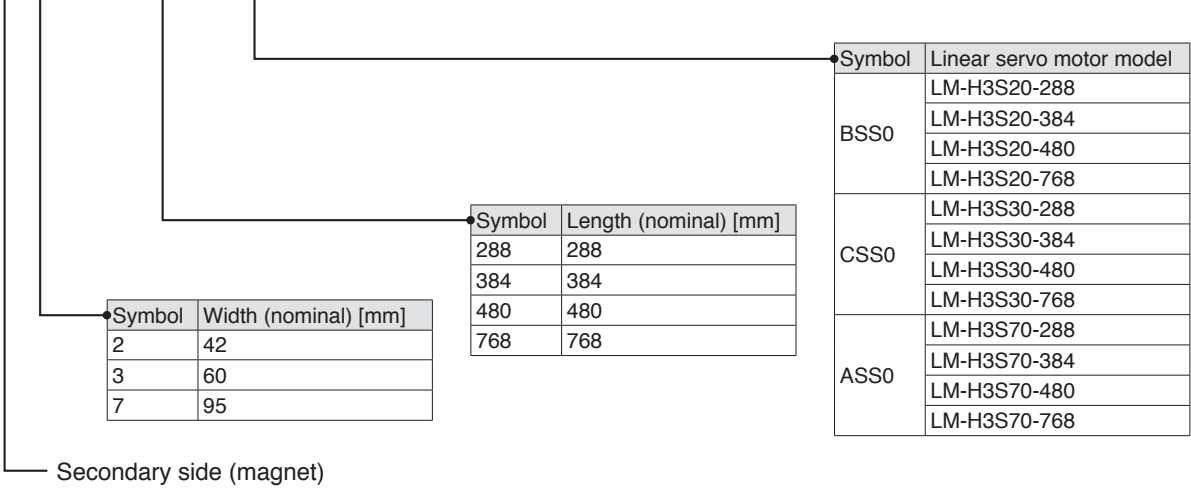 Symbol Linear servo motor model
BSS0 LM-H3S20-288
LM-H3S20-384
LM-H3S20-480
LM-H3S20-768
CSS0 LM-H3S30-288
LM-H3S30-384
LM-H3S30-480
LM-H3S30-768
ASS0 LM-H3S70-288
LM-H3S70-384
LM-H3S70-480
LM-H3S70-768
Symbol Length (nominal) [mm]
288 288
384 384
480 480
768 768
Symbol Width (nominal) [mm]
2 42
3 60
7 95
Secondary side (magnet)